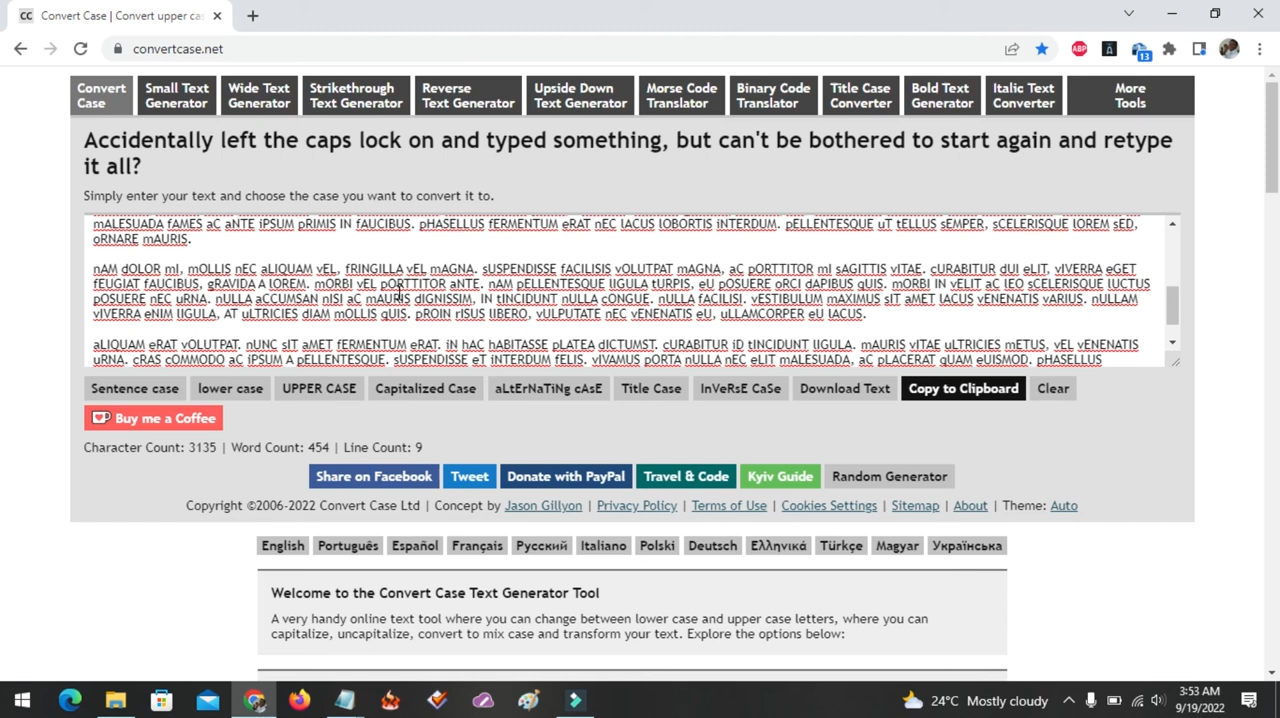 CC Convert Case | Convert upper cas
convertcase.net
ABP
13
Convert Case
Small Text Generator
Wide Text Generator
Strikethrough Text Generator
Reverse Text Generator
Upside Down Text Generator
Morse Code Translator
Binary Code Translator
Title Case Converter
Bold Text Generator
Italic Text Converter
More Tools
Accidentally left the caps lock on and typed something, but can't be bothered to start again and retype
it all?
Simply enter your text and choose the case you want to convert it to.
mALESUADA fAMES aC aNTE iPSUM pRIMIS IN fAUCIBUS. pHASELLUS fERMENTUM eRAT nEC lACUS lOBORTIS iNTERDUM. pELLENTESQUE uT tELLUS sEMPER, sCELERISQUE lOREM sED,
oRNARE mAURIS.
nAM dOLOR mI, mOLLIS nEC aLIQUAM vEL, fRINGILLA vEL mAGNA. sUSPENDISSE fACILISIS vOLUTPAT mAGNA, aC pORTTITOR mI sAGITTIS vITAE. cURABITUR dUI eLIT, vIVERRA eGET
fEUGIAT fAUCIBUS, gRAVIDA A lOREM. mORBI vEL pORTTITOR aNTE. nAM pELLENTESQUE lIGULA tURPIS, eU pOSUERE oRCI dAPIBUS qUIS. mORBI IN vELIT aC lEO sCELERISQUE lUCTUS
pOSUERE nEC uRNA. nULLA aCCUMSAN nISI aC mAURIS dIGNISSIM, IN tINCIDUNT nULLA cONGUE. nULLA fACILISI. vESTIBULUM mAXIMUS sIT aMET lACUS vENENATIS vARIUS. nULLAM
vIVERRA eNIM lIGULA, AT uLTRICIES dIAM mOLLIS qUIS. pROIN rISUS lIBERO, vULPUTATE nEC vENENATIS eU, uLLAMCORPER eU lACUS.
aLIQUAM eRAT vOLUTPAT. nUNC sIT aMET fERMENTUM eRAT. iN hAC hABITASSE pLATEA dICTUMST. cURABITUR iD tINCIDUNT lIGULA. mAURIS vITAE uLTRICIES mETUS, vEL vENENATIS
uRNA. cRAS cOMMODO aC iPSUM A pELLENTESQUE. sUSPENDISSE eT iNTERDUM fELIS. vIVAMUS pORTA nULLA nEC eLIT mALESUADA, aC pLACERAT qUAM eUISMOD. pHASELLUS
Sentence case lower case UPPER CASE Capitalized Case aLtErNaTiNg cAsE Title Case InVeRsE CaSe Download Text Copy to Clipboard Clear
Buy me a Coffee
Character Count: 3135 | Word Count: 454 | Line Count: 9
Share on Facebook Tweet Donate with PayPal Travel & Code Kyiv Guide Random Generator
Copyright ©2006-2022 Convert Case Ltd | Concept by Jason Gillyon | Privacy Policy | Terms of Use | Cookies Settings | Sitemap | About | Theme: Auto
English Português Español Français Русский Italiano Polski Deutsch Ελληνικά Türkçe Magyar Українська
Welcome to the Convert Case Text Generator Tool
A very handy online text tool where you can change between lower case and upper case letters, where you can
capitalize, uncapitalize, convert to mix case and transform your text. Explore the options below:
24°C Mostly cloudy
3:53 AM
9/19/2022